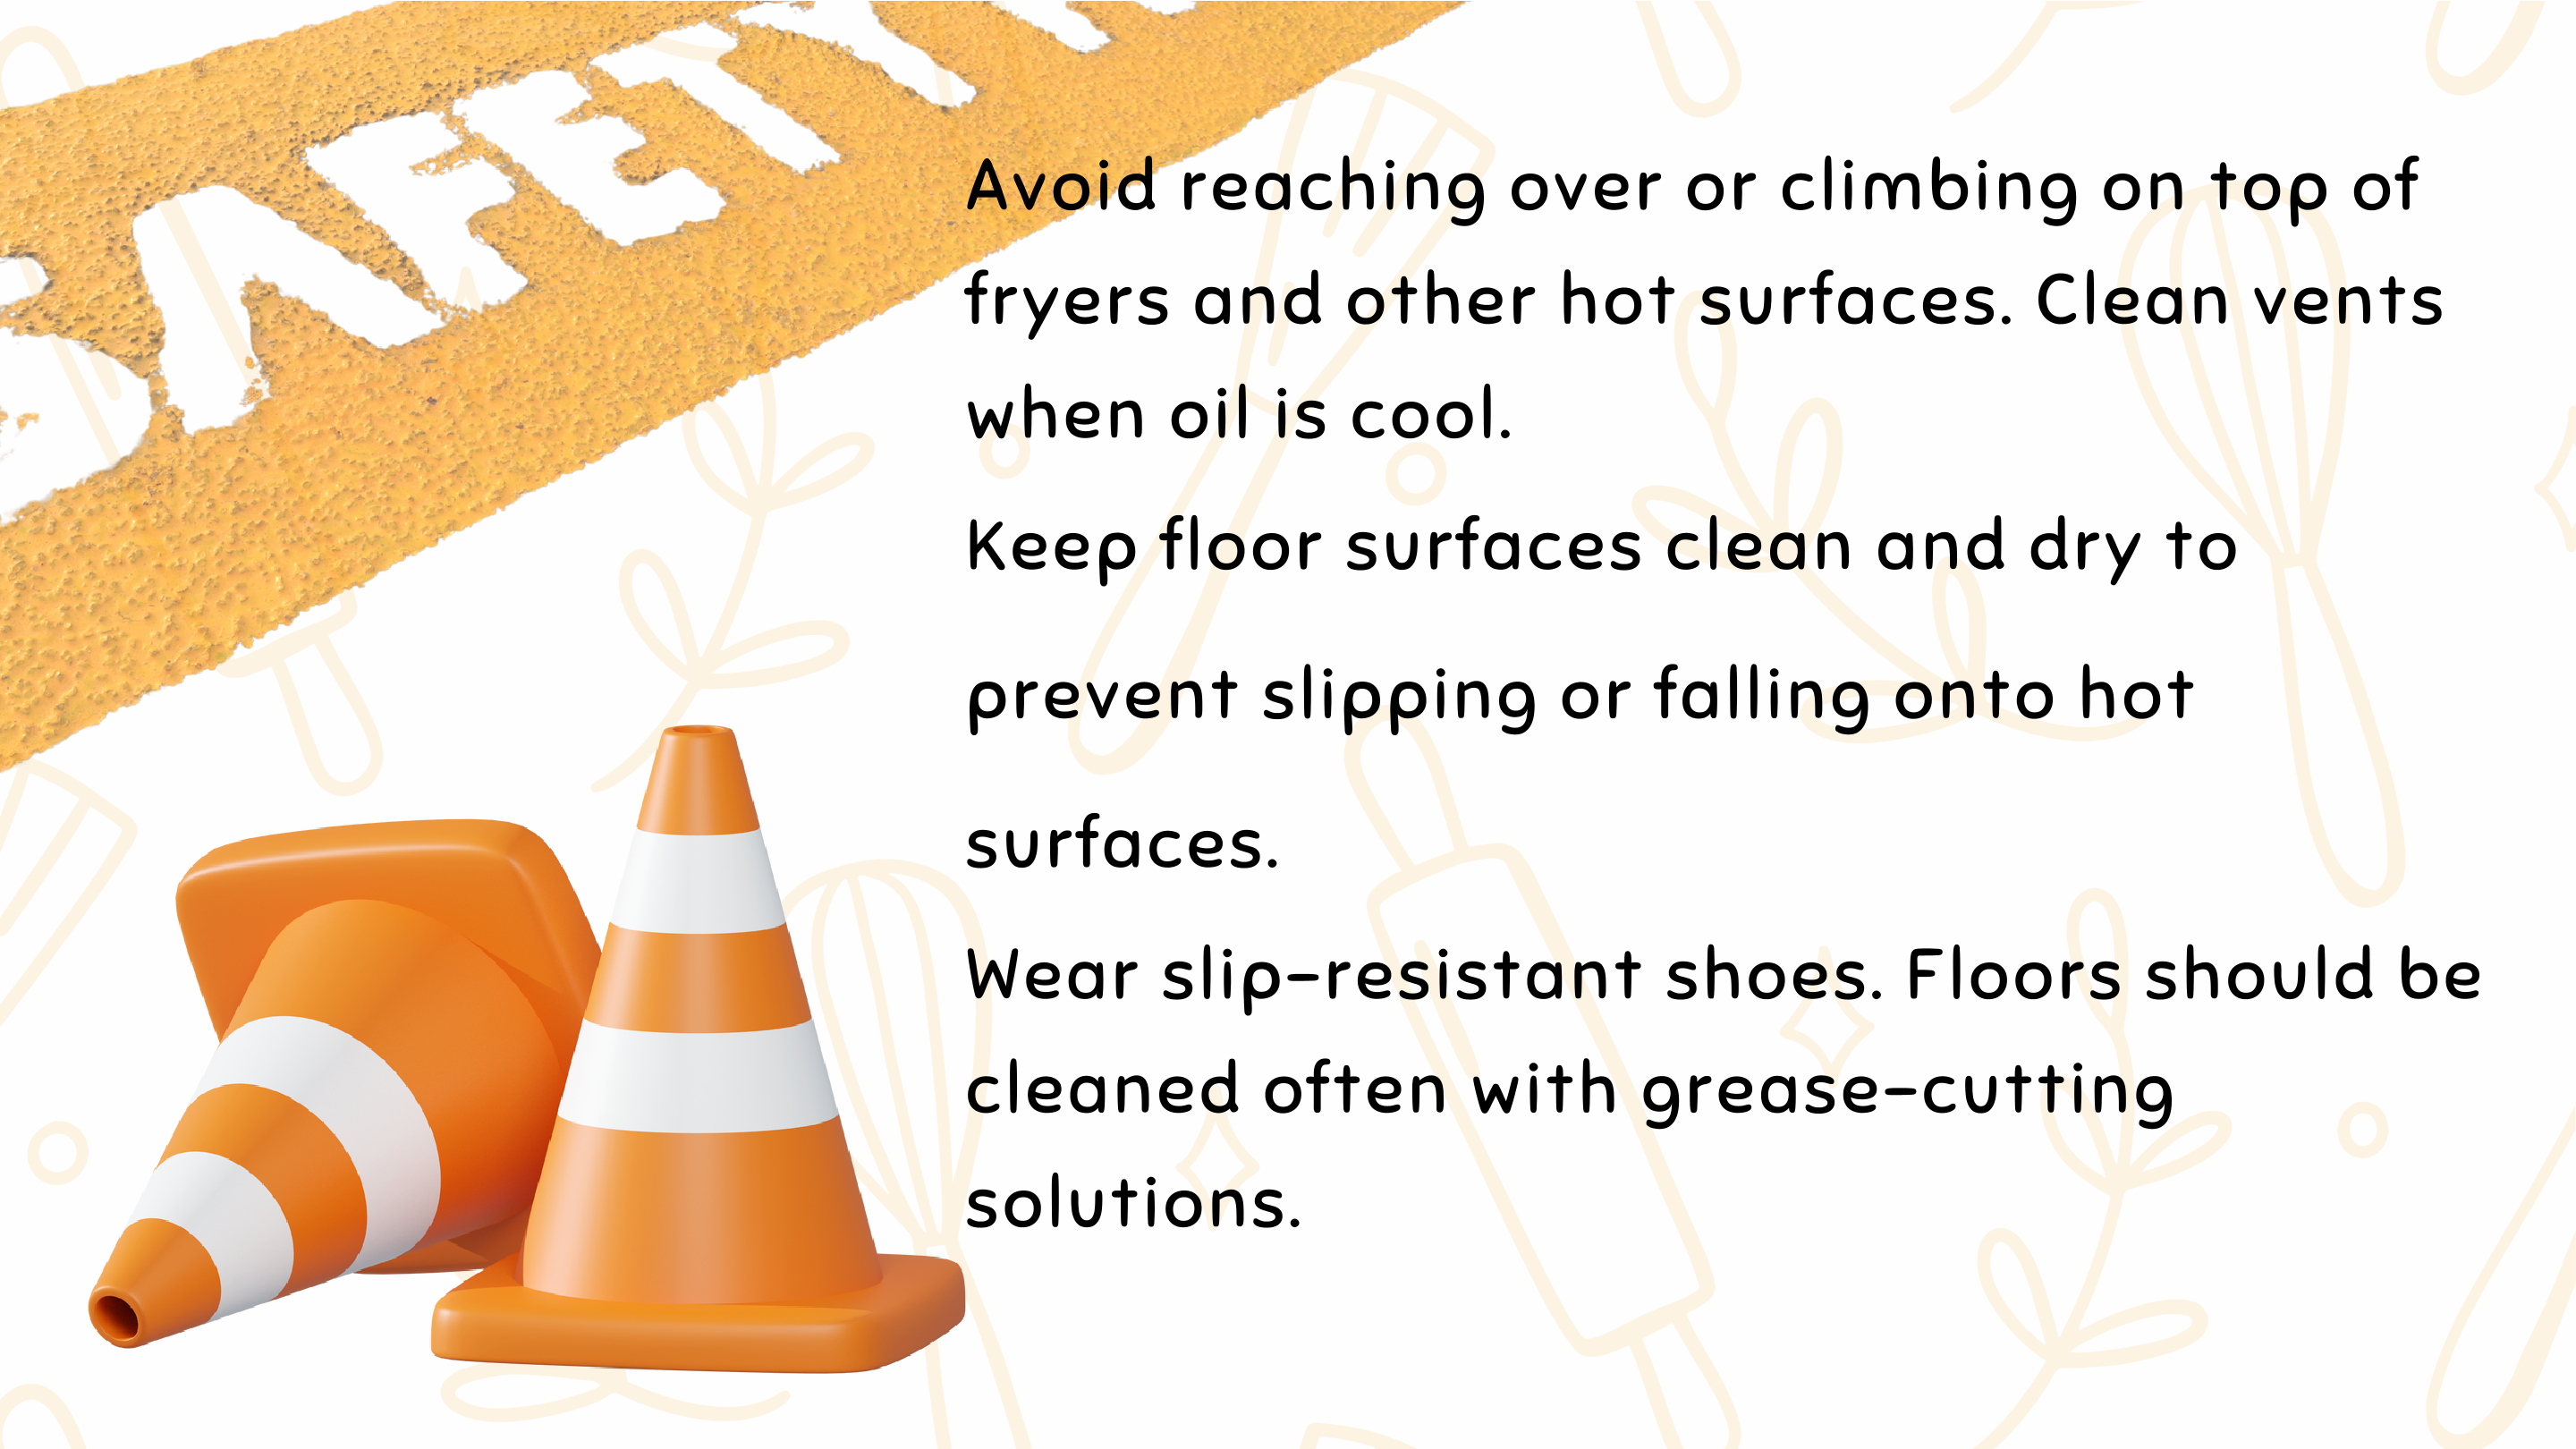 SAFETY
Avoid reaching over or climbing on top of
fryers and other hot surfaces. Clean vents
when oil is cool.
Keep floor surfaces clean and dry to
prevent slipping or falling onto hot
surfaces.
Wear slip-resistant shoes. Floors should be
cleaned often with grease-cutting
solutions.